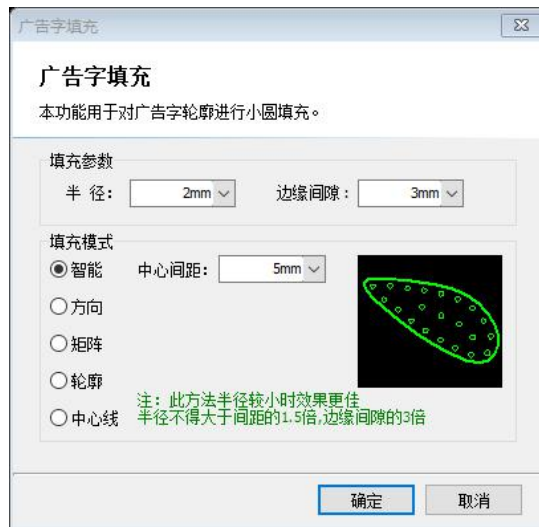 广告字填充
广告字填充
本功能用于对广告字轮廓进行小圆填充。
填充参数
半 径： 2mm 边缘间隙： 3mm
填充模式
智能 中心间距： 5mm
方向
矩阵
轮廓
注：此方法半径较小时效果更佳
中心线 半径不得大于间距的1.5倍,边缘间隙的3倍
确定 取消